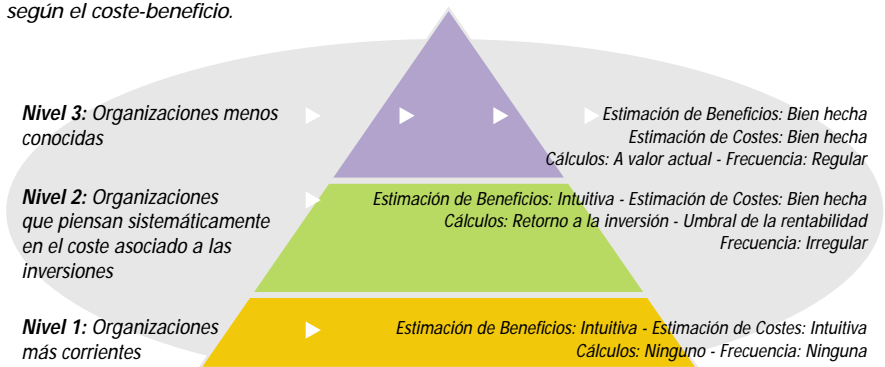 según el coste-beneficio.
Nivel 3: Organizaciones menos
conocidas
Estimación de Beneficios: Bien hecha
Estimación de Costes: Bien hecha
Cálculos: A valor actual - Frecuencia: Regular
Nivel 2: Organizaciones
que piensan sistemáticamente
en el coste asociado a las
inversiones
Estimación de Beneficios: Intuitiva - Estimación de Costes: Bien hecha
Cálculos: Retorno a la inversión - Umbral de la rentabilidad
Frecuencia: Irregular
Nivel 1: Organizaciones
más corrientes
Estimación de Beneficios: Intuitiva - Estimación de Costes: Intuitiva
Cálculos: Ninguno - Frecuencia: Ninguna